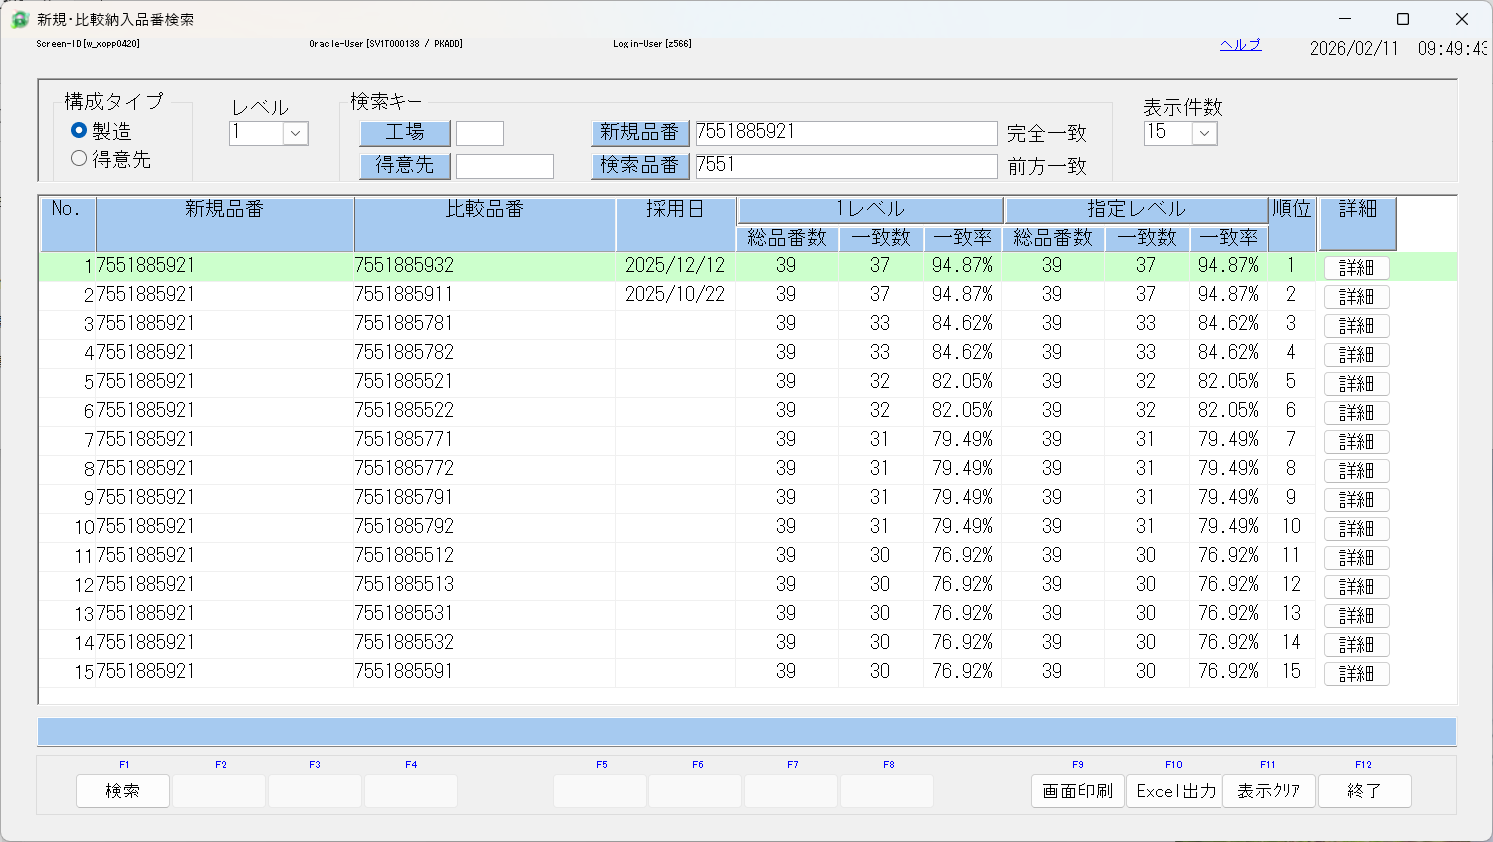 新規･比較納入品番検索
Screen-ID[w_xopp0420] Oracle-User[SV1T000138 / PKADD] Login-User[z566] ヘルプ 2026/02/11 09:49:43
構成タイプ レベル 検索キー 表示件数
製造 1 工場 新規品番 7551885921 完全一致 15
得意先 得意先 検索品番 7551 前方一致
No. 新規品番 比較品番 採用日 1レベル 指定レベル 順位 詳細
総品番数 一致数 一致率 総品番数 一致数 一致率
1 7551885921 7551885932 2025/12/12 39 37 94.87% 39 37 94.87% 1 詳細
2 7551885921 7551885911 2025/10/22 39 37 94.87% 39 37 94.87% 2 詳細
3 7551885921 7551885781 39 33 84.62% 39 33 84.62% 3 詳細
4 7551885921 7551885782 39 33 84.62% 39 33 84.62% 4 詳細
5 7551885921 7551885521 39 32 82.05% 39 32 82.05% 5 詳細
6 7551885921 7551885522 39 32 82.05% 39 32 82.05% 6 詳細
7 7551885921 7551885771 39 31 79.49% 39 31 79.49% 7 詳細
8 7551885921 7551885772 39 31 79.49% 39 31 79.49% 8 詳細
9 7551885921 7551885791 39 31 79.49% 39 31 79.49% 9 詳細
10 7551885921 7551885792 39 31 79.49% 39 31 79.49% 10 詳細
11 7551885921 7551885512 39 30 76.92% 39 30 76.92% 11 詳細
12 7551885921 7551885513 39 30 76.92% 39 30 76.92% 12 詳細
13 7551885921 7551885531 39 30 76.92% 39 30 76.92% 13 詳細
14 7551885921 7551885532 39 30 76.92% 39 30 76.92% 14 詳細
15 7551885921 7551885591 39 30 76.92% 39 30 76.92% 15 詳細
F1 F2 F3 F4 F5 F6 F7 F8 F9 F10 F11 F12
検索 画面印刷 Excel出力 表示ｸﾘｱ 終了